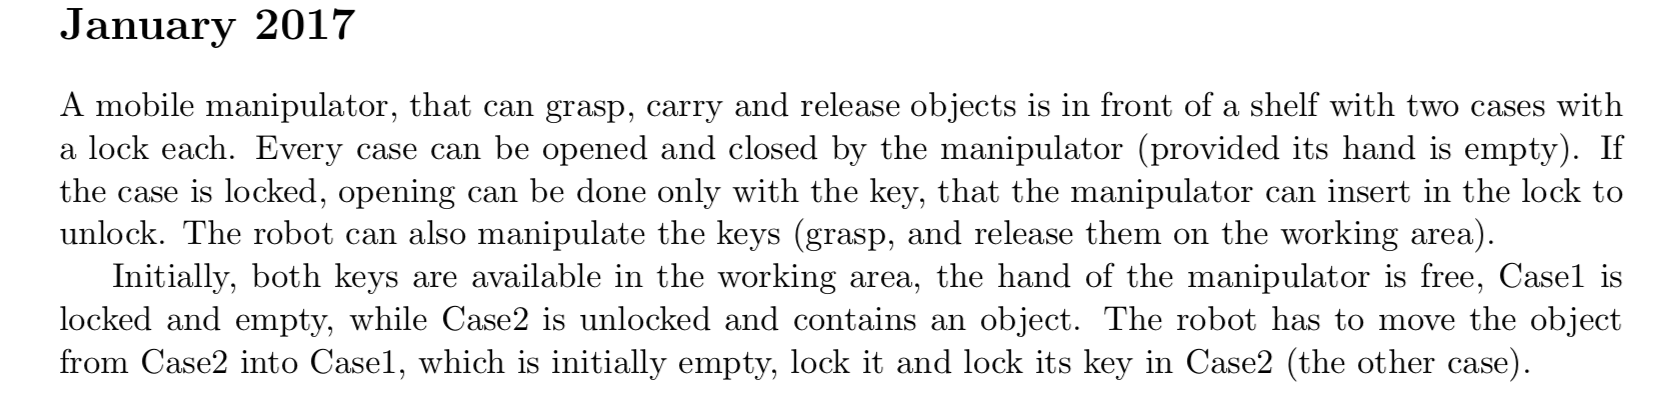 January 2017
A mobile manipulator, that can grasp, carry and release objects is in front of a shelf with two cases with
a lock each. Every case can be opened and closed by the manipulator (provided its hand is empty). If
the case is locked, opening can be done only with the key, that the manipulator can insert in the lock to
unlock. The robot can also manipulate the keys (grasp, and release them on the working area).
Initially, both keys are available in the working area, the hand of the manipulator is free, Case1 is
locked and empty, while Case2 is unlocked and contains an object. The robot has to move the object
from Case2 into Case1, which is initially empty, lock it and lock its key in Case2 (the other case).